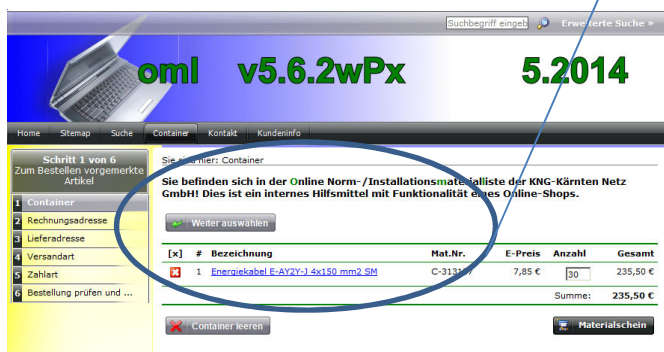 Suchbegriff eingeb Erweiterte Suche »
oml v5.6.2wPx 5.2014
Home Sitemap Suche Container Kontakt Kundeninfo
Schritt 1 von 6
Zum Bestellen vorgemerkte
Artikel
1 Container
2 Rechnungsadresse
3 Lieferadresse
4 Versandart
5 Zahlart
6 Bestellung prüfen und ...
Sie sind hier: Container
Sie befinden sich in der Online Norm-/Installationsmaterialliste der KNG-Kärnten Netz
GmbH! Dies ist ein internes Hilfsmittel mit Funktionalität eines Online-Shops.
Weiter auswählen
[x] # Bezeichnung Mat.Nr. E-Preis Anzahl Gesamt
1 Energiekabel E-AY2Y-J 4x150 mm2 SM 7,85 € 30 235,50 €
Summe: 235,50 €
Container leeren Materialschein